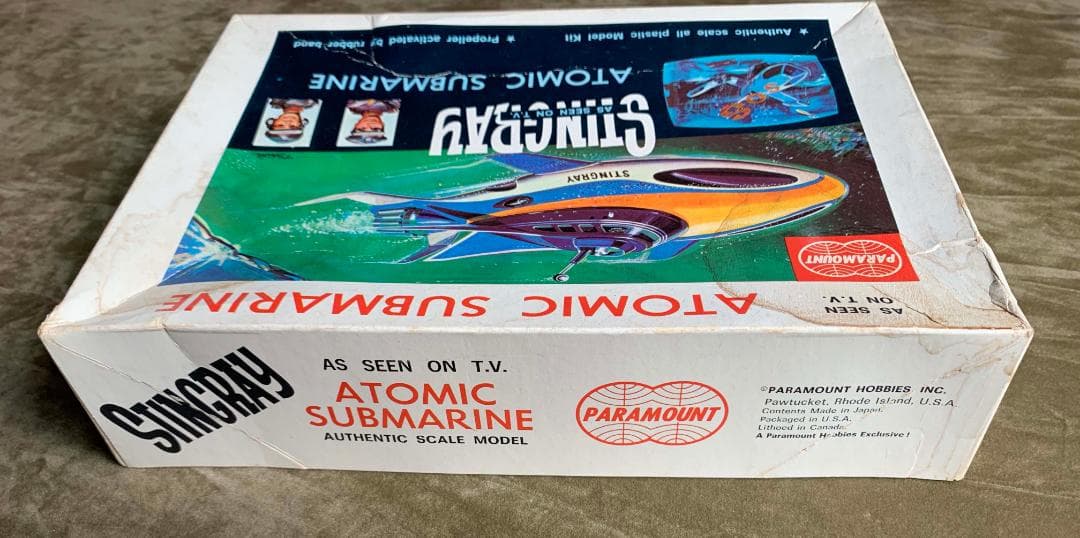 ★ Authentic scale all plastic Model Kit ★ Propeller activated by rubber band
ATOMIC SUBMARINE
STINGRAY
AS SEEN ON T.V.
STINGRAY
PARAMOUNT
AS SEEN
ON T.V.
ATOMIC SUBMARINE
STINGRAY
AS SEEN ON T.V.
ATOMIC
SUBMARINE
AUTHENTIC SCALE MODEL
PARAMOUNT
©PARAMOUNT HOBBIES INC.
Pawtucket, Rhode Island, U.S.A.
Contents Made in Japan.
Packaged in U.S.A.
Lithoed in Canada.
A Paramount Hobbies Exclusive!